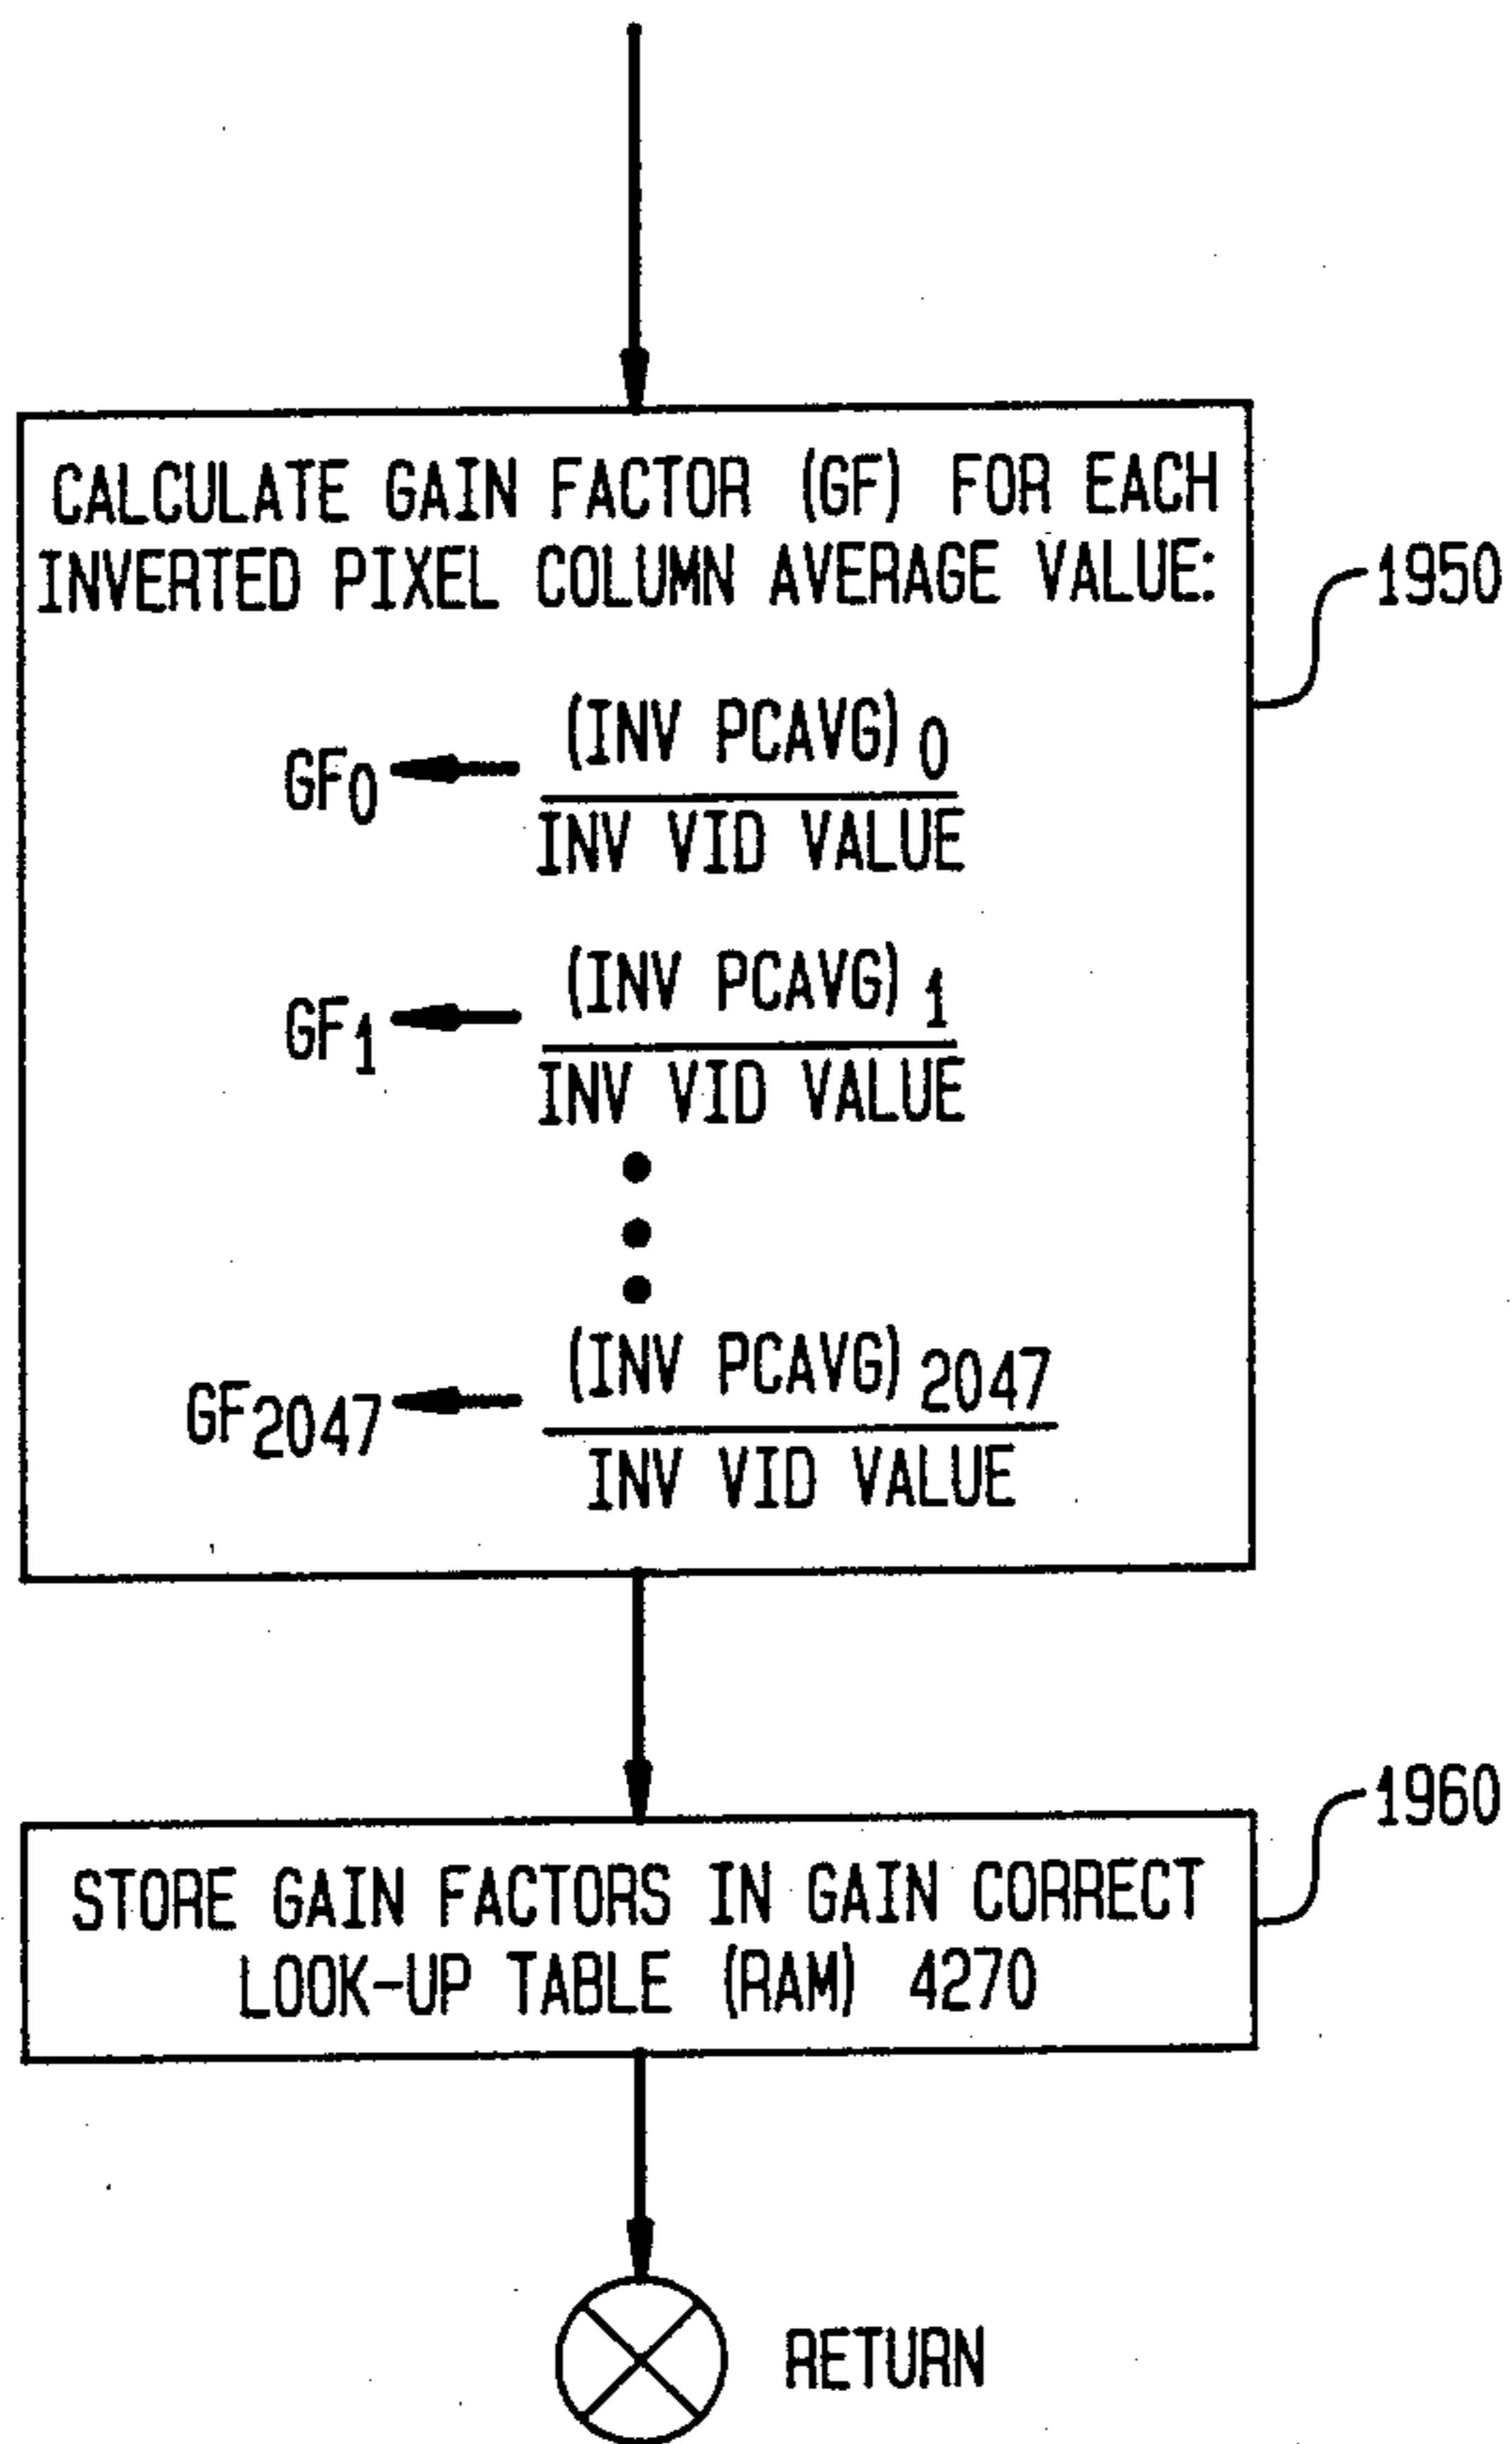 CALCULATE GAIN FACTOR (GF) FOR EACH
INVERTED PIXEL COLUMN AVERAGE VALUE:
1950
(INV PCAVG)0
GF0
INV VID VALUE
(INV PCAVG)1
GF1
INV VID VALUE
(INV PCAVG)2047
GF2047
INV VID VALUE
1960
STORE GAIN FACTORS IN GAIN CORRECT
LOOK-UP TABLE (RAM) 4270
RETURN